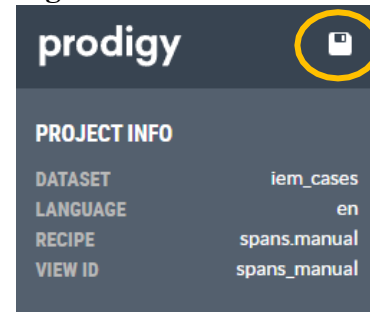 prodigy
PROJECT INFO
DATASET iem_cases
LANGUAGE en
RECIPE spans.manual
VIEW ID spans_manual